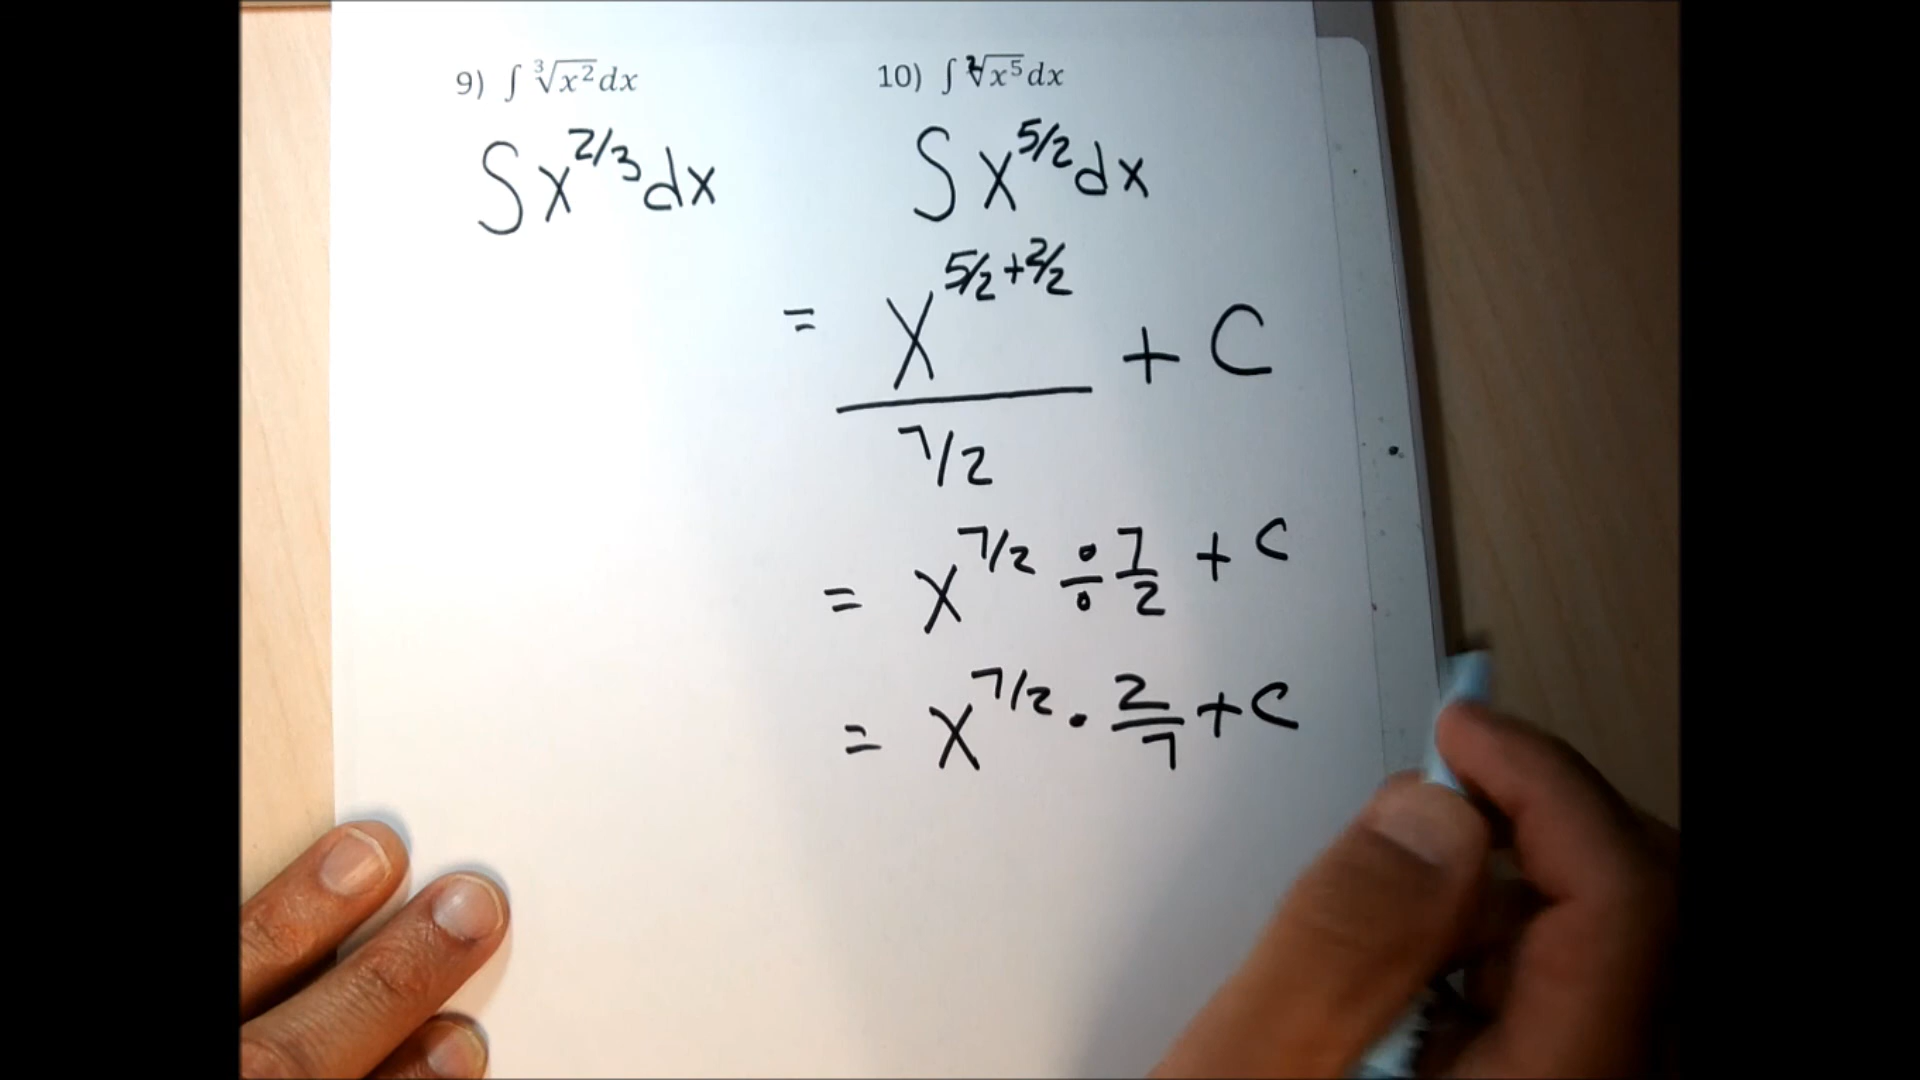 9) ∫ ∛x² dx
∫ x^2/3 dx
10) ∫ ²√x⁵ dx
∫ x^5/2 dx
= x^5/2+2/2 / 7/2 + C
= x^7/2 ÷ 7/2 + C
= x^7/2 · 2/7 + C